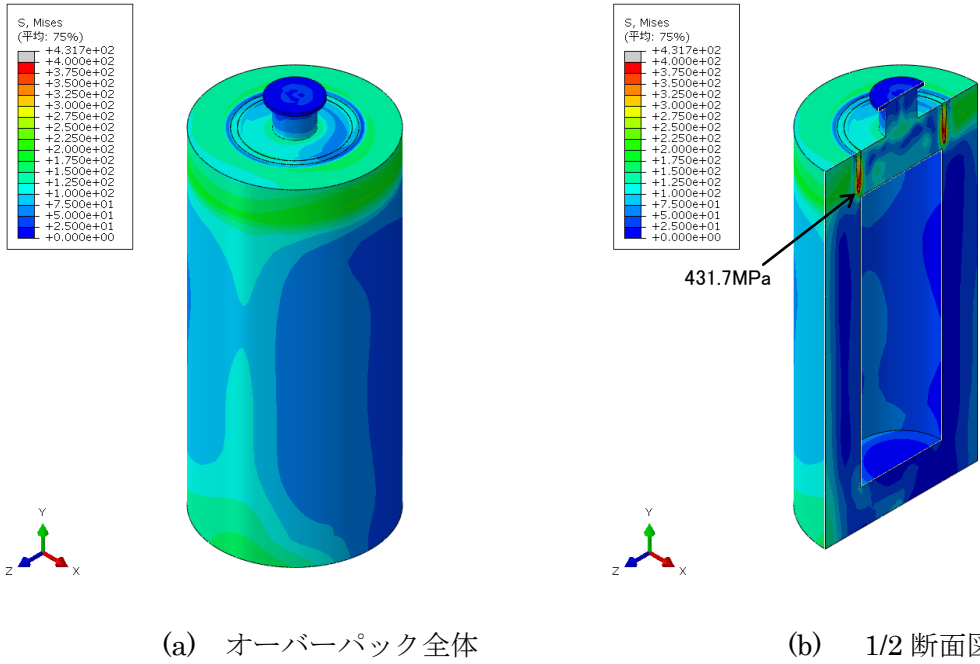 S, Mises
(平均: 75%)
+4.317e+02
+4.000e+02
+3.750e+02
+3.500e+02
+3.250e+02
+3.000e+02
+2.750e+02
+2.500e+02
+2.250e+02
+2.000e+02
+1.750e+02
+1.500e+02
+1.250e+02
+1.000e+02
+7.500e+01
+5.000e+01
+2.500e+01
+0.000e+00
Y
Z
X
(a) オーバーパック全体
S, Mises
(平均: 75%)
+4.317e+02
+4.000e+02
+3.750e+02
+3.500e+02
+3.250e+02
+3.000e+02
+2.750e+02
+2.500e+02
+2.250e+02
+2.000e+02
+1.750e+02
+1.500e+02
+1.250e+02
+1.000e+02
+7.500e+01
+5.000e+01
+2.500e+01
+0.000e+00
431.7MPa
Y
Z
X
(b) 1/2 断面図